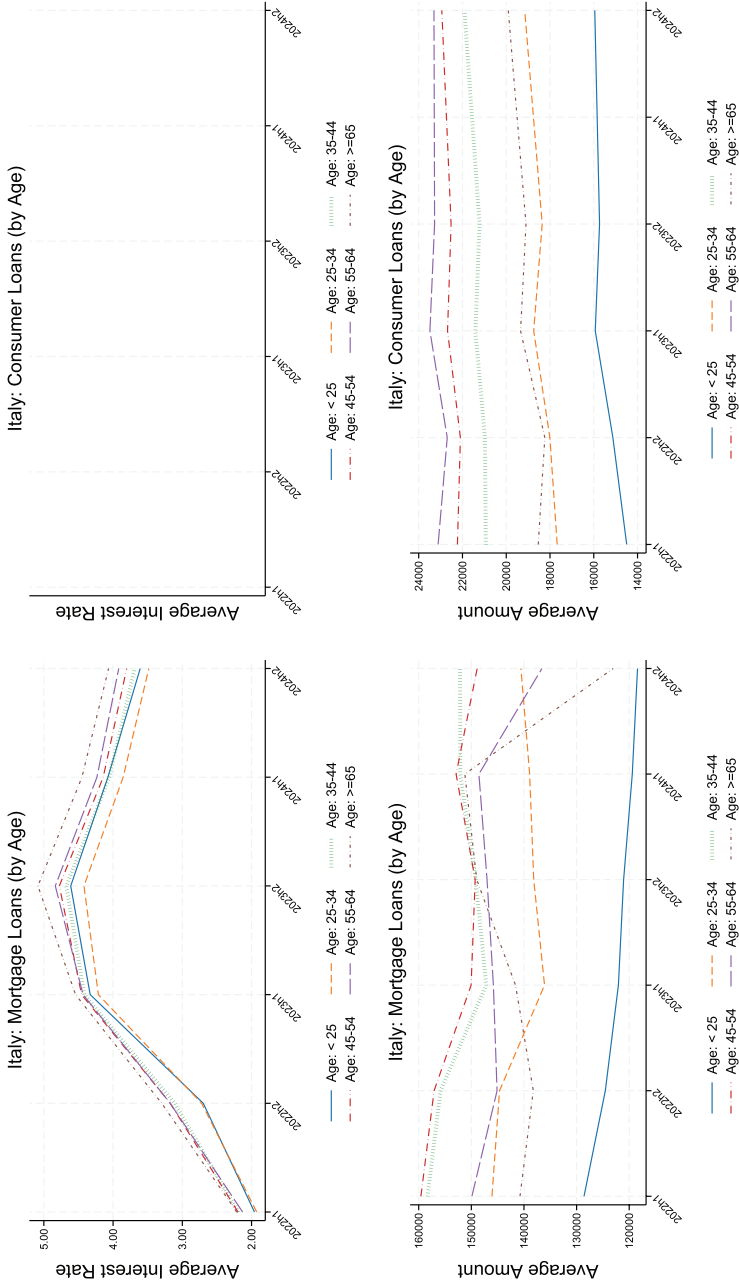 Italy: Mortgage Loans (by Age)
Average Interest Rate
5.00
4.00
3.00
2.00
2022h1
2022h2
2023h1
2023h2
2024h1
2024h2
Age: < 25
Age: 25-34
Age: 35-44
Age: 45-54
Age: 55-64
Age: >=65
Italy: Consumer Loans (by Age)
Average Interest Rate
2022h1
2022h2
2023h1
2023h2
2024h1
2024h2
Age: < 25
Age: 25-34
Age: 35-44
Age: 45-54
Age: 55-64
Age: >=65
Italy: Mortgage Loans (by Age)
Average Amount
160000
150000
140000
130000
120000
2022h1
2022h2
2023h1
2023h2
2024h1
2024h2
Age: < 25
Age: 25-34
Age: 35-44
Age: 45-54
Age: 55-64
Age: >=65
Italy: Consumer Loans (by Age)
Average Amount
24000
22000
20000
18000
16000
14000
2022h1
2022h2
2023h1
2023h2
2024h1
2024h2
Age: < 25
Age: 25-34
Age: 35-44
Age: 45-54
Age: 55-64
Age: >=65